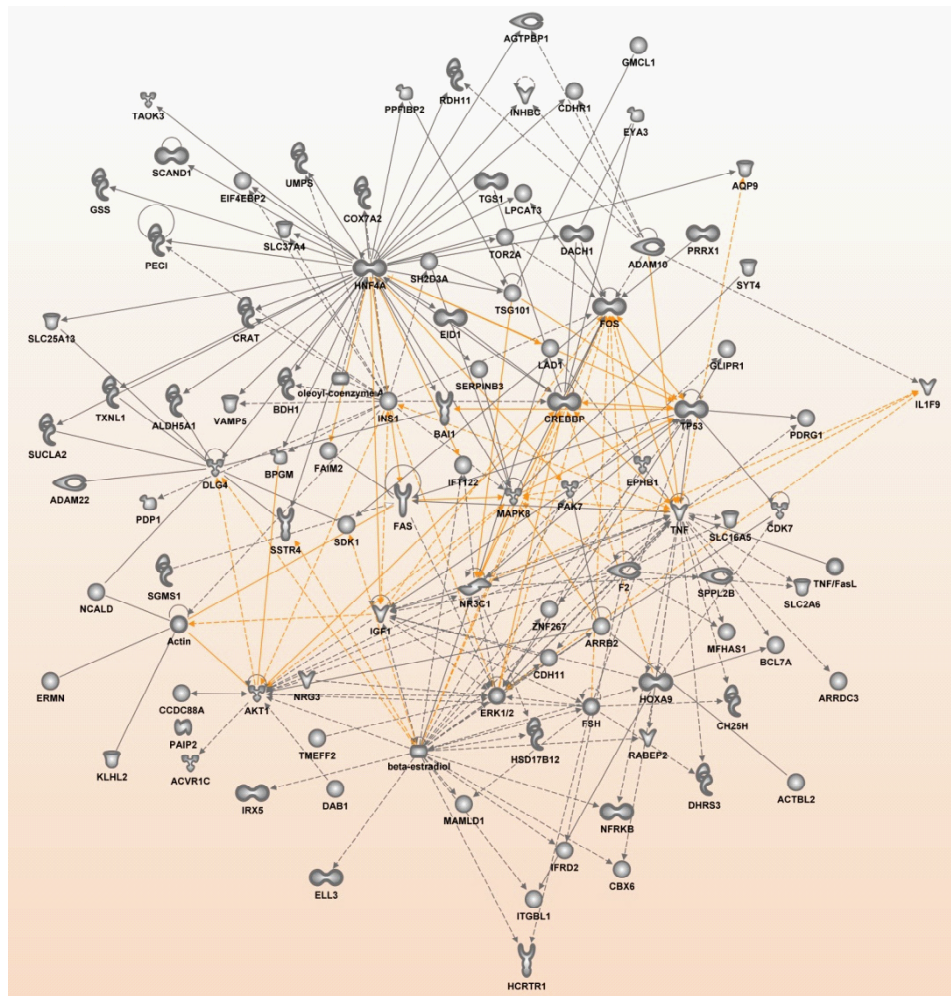 AGTPBP1
GMCL1
RDH11
INHBC
CDHR1
PPFIBP2
TAOK3
EYA3
SCAND1
UMPS
AQP9
GSS
EIF4EBP2
COX7A2
TGS1
LPCAT3
SLC37A4
TOR2A
DACH1
PRRX1
PECI
ADAM10
HNF4A
SH2D3A
SYT4
TSG101
FOS
SLC25A13
CRAT
EID1
LAD1
GLIPR1
SERPINB3
oleoyl-coenzyme A
BDH1
IL1F9
TXNL1
ALDH5A1
VAMP5
INS1
CREBBP
TP53
BAI1
PDRG1
SUCLA2
BPGM
FAIM2
IFT122
EPHB1
ADAM22
DLG4
MAPK8
PAK7
PDP1
FAS
TNF
CDK7
SDK1
SLC16A5
SSTR4
TNF/FasL
SGMS1
F2
SPPL2B
SLC2A6
NCALD
NR3C1
IGF1
ZNF267
Actin
ARRB2
MFHAS1
BCL7A
CDH11
ERMN
NRG3
ARRDC3
CCDC88A
AKT1
ERK1/2
HOXA9
FSH
CH25H
PAIP2
TMEFF2
RABEP2
KLHL2
ACVR1C
beta-estradiol
HSD17B12
DHRS3
ACTBL2
IRX5
DAB1
MAMLD1
NFRKB
IFRD2
CBX6
ELL3
ITGBL1
HCRTR1